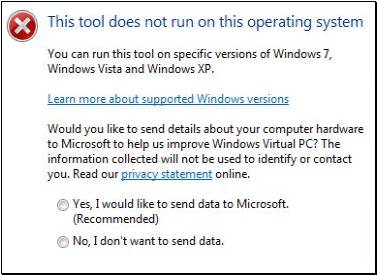 This tool does not run on this operating system
You can run this tool on specific versions of Windows 7,
Windows Vista and Windows XP.
Learn more about supported Windows versions
Would you like to send details about your computer hardware
to Microsoft to help us improve Windows Virtual PC? The
information collected will not be used to identify or contact
you. Read our privacy statement online.
Yes, I would like to send data to Microsoft.
(Recommended)
No, I don't want to send data.